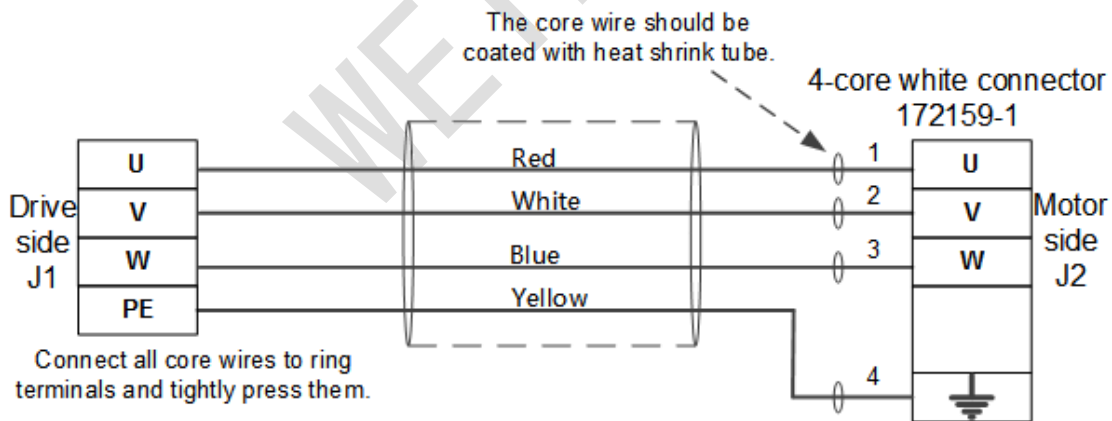 The core wire should be
coated with heat shrink tube.
4-core white connector
172159-1
Drive
side
J1
U
V
W
PE
Red
White
Blue
Yellow
1
2
3
4
U
V
W
Motor
side
J2
Connect all core wires to ring
terminals and tightly press them.